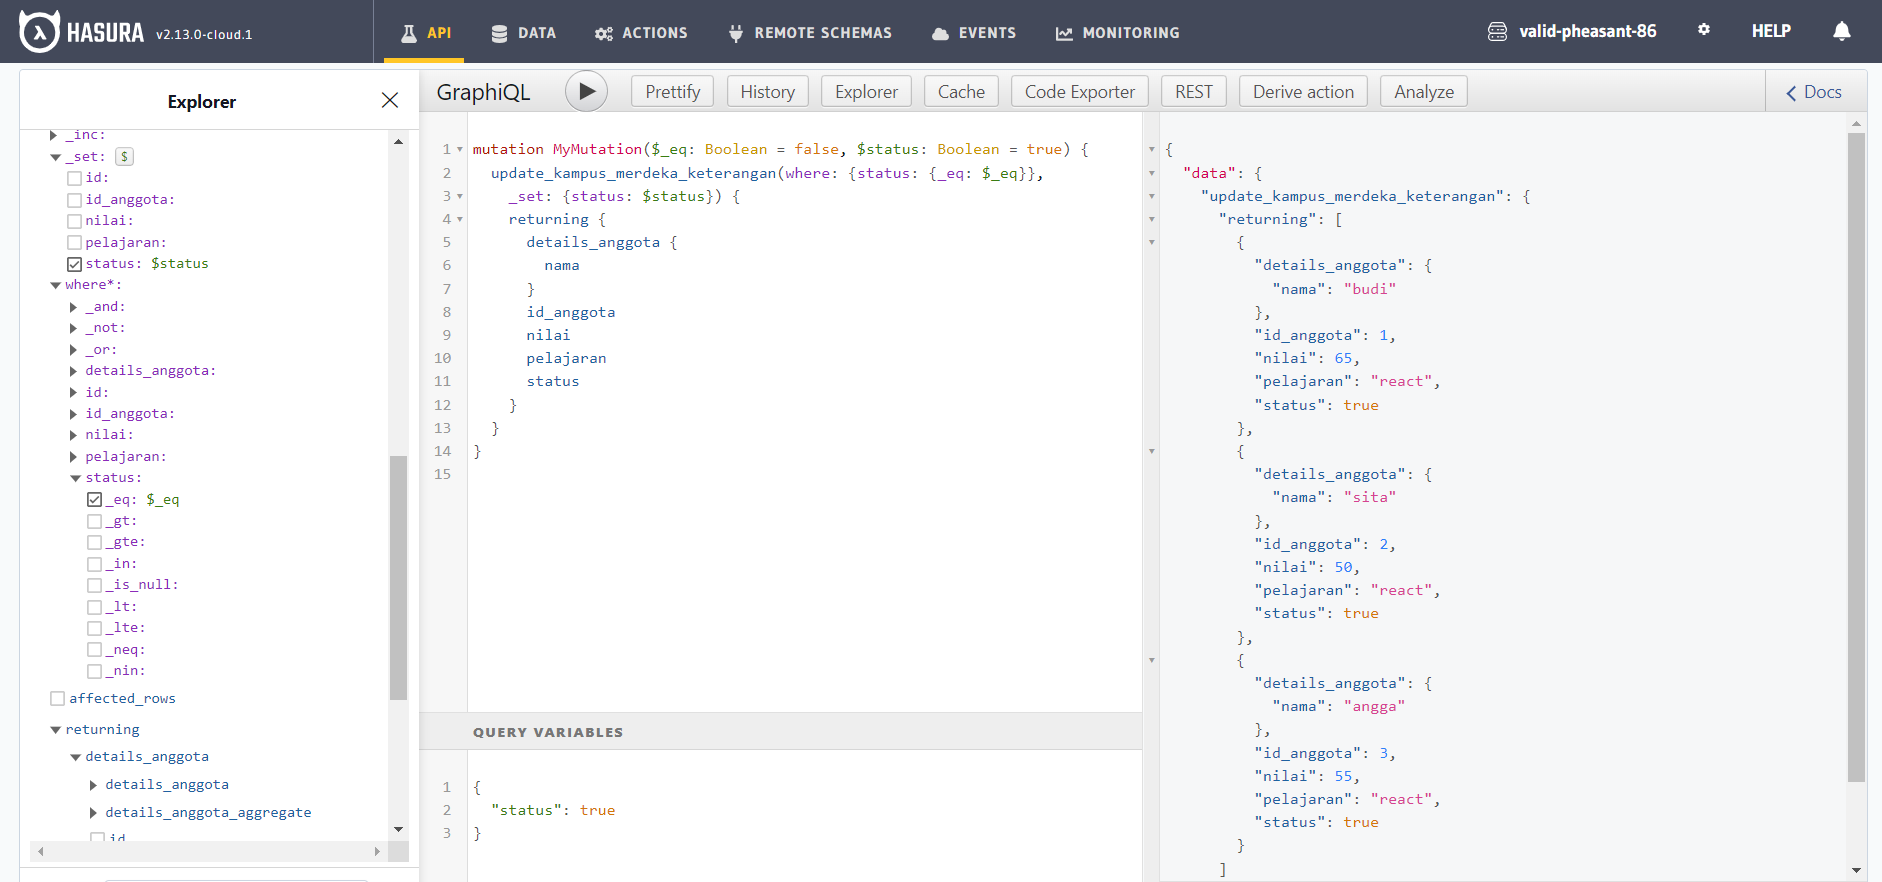 HASURA v2.13.0-cloud.1
API
DATA
ACTIONS
REMOTE SCHEMAS
EVENTS
MONITORING
valid-pheasant-86
HELP
Explorer
_inc:
_set: $
id:
id_anggota:
nilai:
pelajaran:
status: $status
where*:
_and:
_not:
_or:
details_anggota:
id:
id_anggota:
nilai:
pelajaran:
status:
_eq: $_eq
_gt:
_gte:
_in:
_is_null:
_lt:
_lte:
_neq:
_nin:
affected_rows
returning
details_anggota
details_anggota
details_anggota_aggregate
id
GraphiQL
Prettify
History
Explorer
Cache
Code Exporter
REST
Derive action
Analyze
Docs
1 mutation MyMutation($_eq: Boolean = false, $status: Boolean = true) {
2 update_kampus_merdeka_keterangan(where: {status: {_eq: $_eq}},
3 _set: {status: $status}) {
4 returning {
5 details_anggota {
6 nama
7 }
8 id_anggota
9 nilai
10 pelajaran
11 status
12 }
13 }
14 }
15
QUERY VARIABLES
1 {
2 "status": true
3 }
{
"data": {
"update_kampus_merdeka_keterangan": {
"returning": [
{
"details_anggota": {
"nama": "budi"
},
"id_anggota": 1,
"nilai": 65,
"pelajaran": "react",
"status": true
},
{
"details_anggota": {
"nama": "sita"
},
"id_anggota": 2,
"nilai": 50,
"pelajaran": "react",
"status": true
},
{
"details_anggota": {
"nama": "angga"
},
"id_anggota": 3,
"nilai": 55,
"pelajaran": "react",
"status": true
}
]